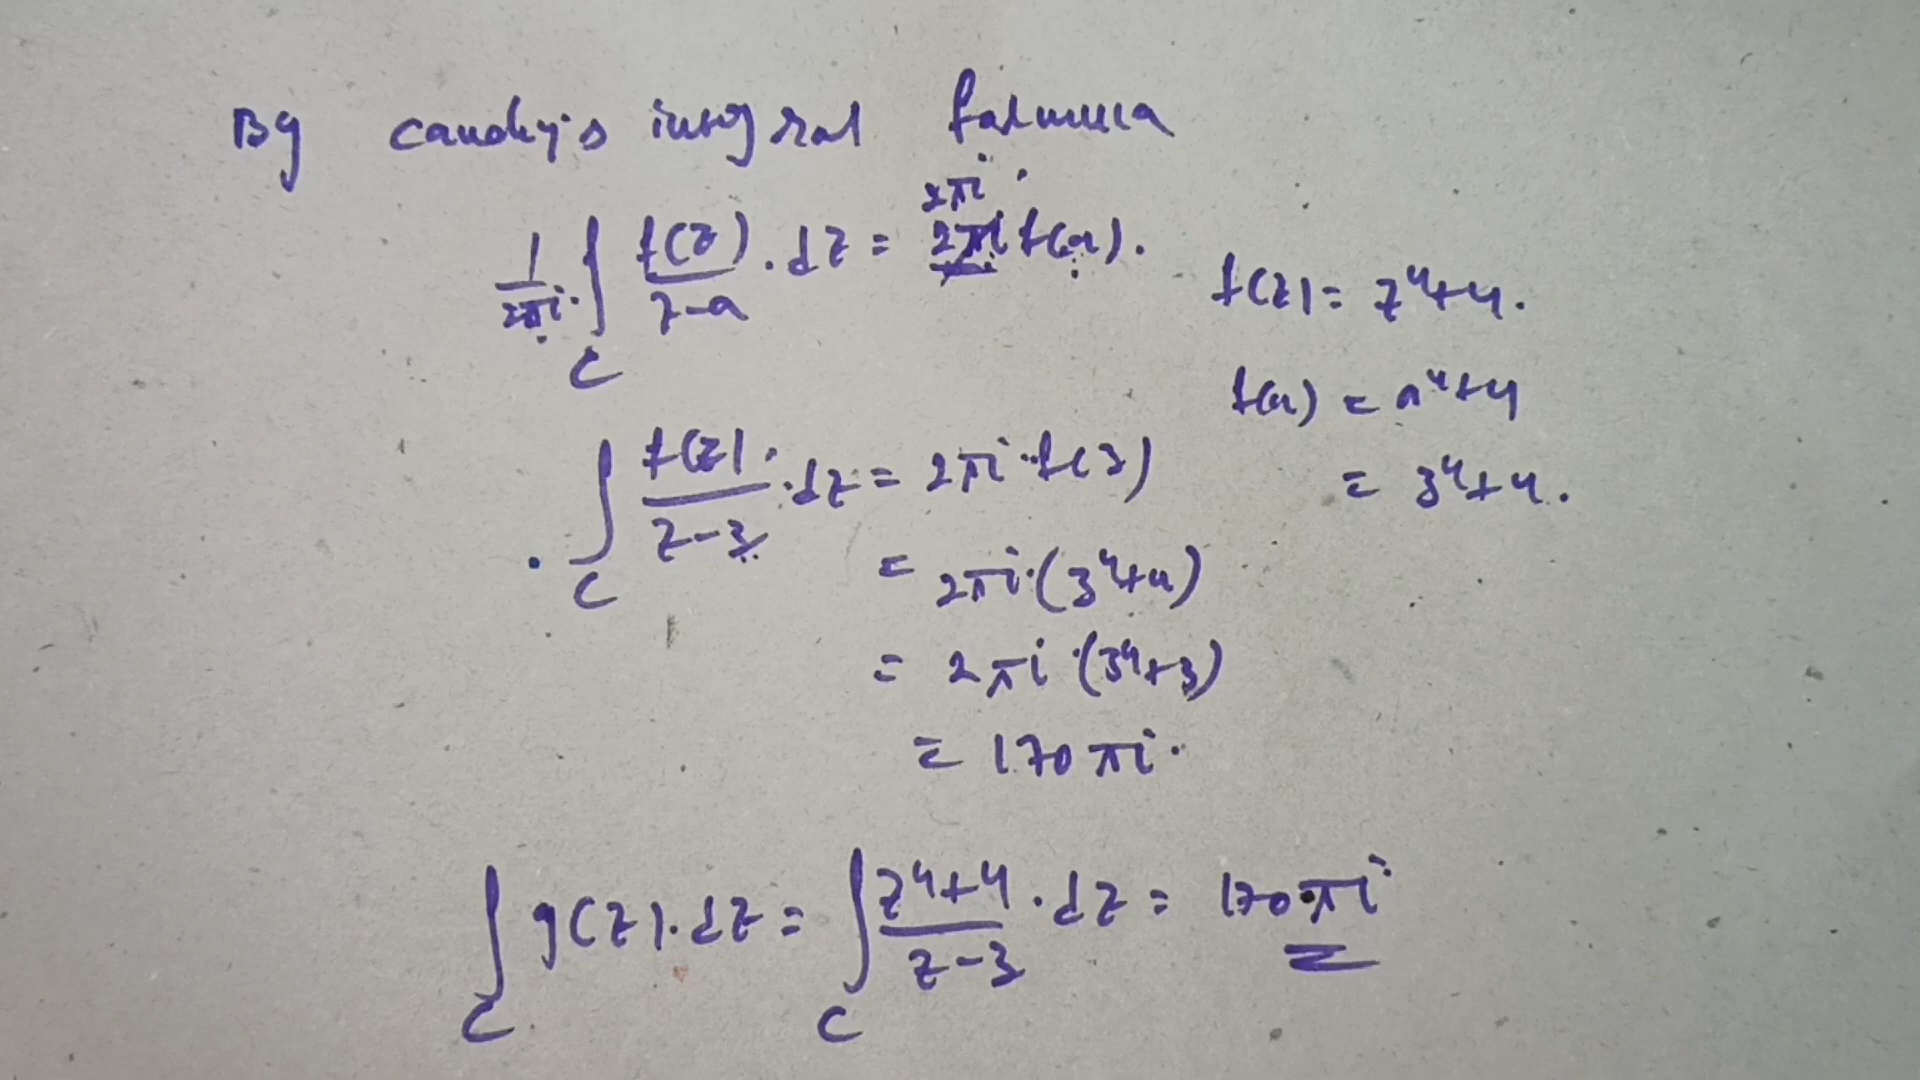 By cauchy's integral formula
2πi
1/2πi ∫_C f(z)/z-a . dz = f(a).
f(z) = z⁴+4.
f(a) = a⁴+4
∫_C f(z)/z-3 . dz = 2πi · f(3)
= 3⁴+4.
= 2πi·(3⁴+4)
= 2πi·(3⁴+3)
= 170πi.
∫_C g(z).dz = ∫_C z⁴+4/z-3 . dz = 170πi